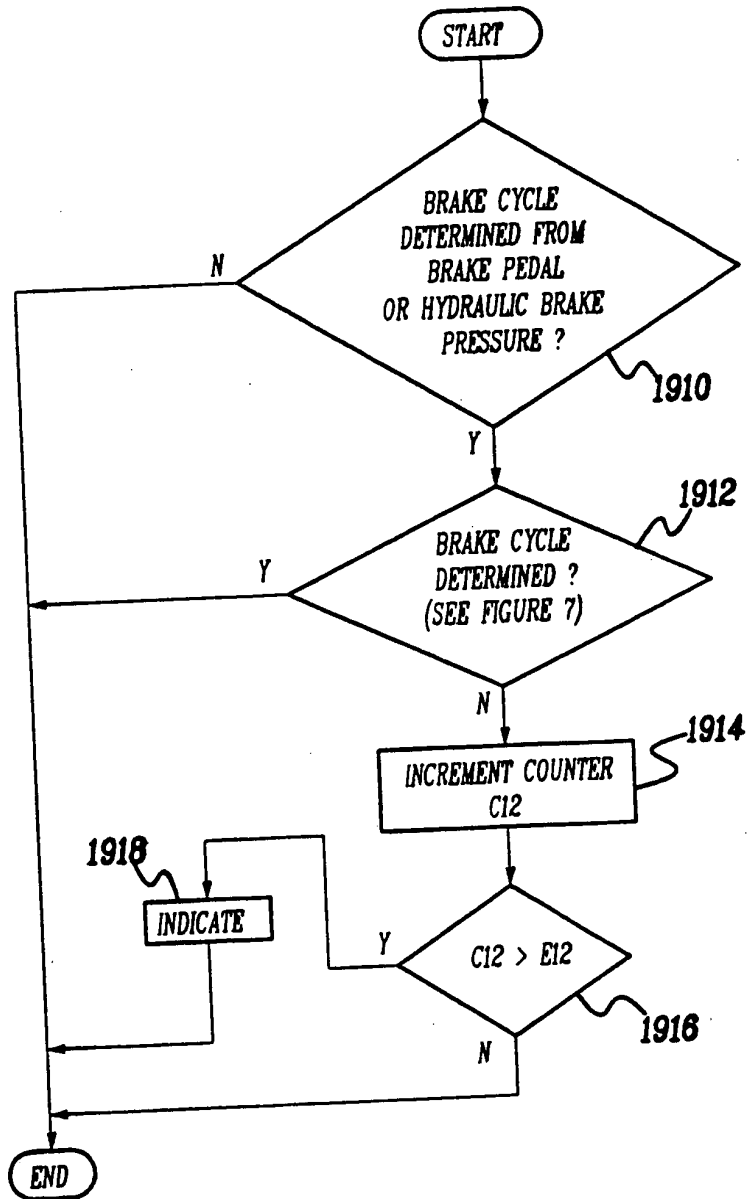 START
BRAKE CYCLE
DETERMINED FROM
BRAKE PEDAL
OR HYDRAULIC BRAKE
PRESSURE ?
N
1910
Y
1912
BRAKE CYCLE
DETERMINED ?
(SEE FIGURE 7)
Y
N
1914
INCREMENT COUNTER
C12
1918
INDICATE
Y
C12 > E12
1916
N
END